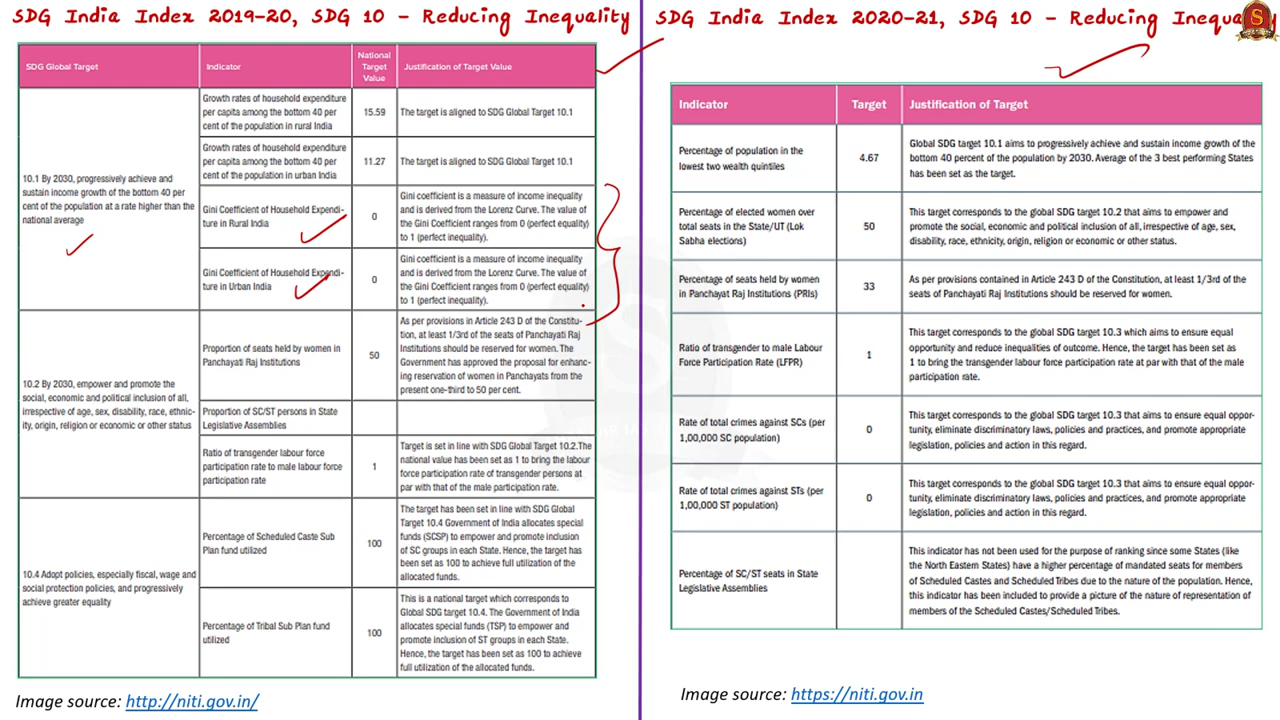 SDG India Index 2019-20, SDG 10 - Reducing Inequality
SDG Global Target
Indicator
National
Target
Value
Justification of Target Value
10.1 By 2030, progressively achieve and
sustain income growth of the bottom 40 per
cent of the population at a rate higher than the
national average
Growth rates of household expenditure
per capita among the bottom 40 per
cent of the population in rural India
15.59
The target is aligned to SDG Global Target 10.1
Growth rates of household expenditure
per capita among the bottom 40 per
cent of the population in urban India
11.27
The target is aligned to SDG Global Target 10.1
Gini Coefficient of Household Expendi-
ture in Rural India
0
Gini coefficient is a measure of income inequality
and is derived from the Lorenz Curve. The value of
the Gini Coefficient ranges from 0 (perfect equality)
to 1 (perfect inequality).
Gini Coefficient of Household Expendi-
ture in Urban India
0
Gini coefficient is a measure of income inequality
and is derived from the Lorenz Curve. The value of
the Gini Coefficient ranges from 0 (perfect equality)
to 1 (perfect inequality).
10.2 By 2030, empower and promote the
social, economic and political inclusion of all,
irrespective of age, sex, disability, race, ethnic-
ity, origin, religion or economic or other status
Proportion of seats held by women in
Panchayati Raj Institutions
50
As per provisions in Article 243 D of the Constitu-
tion, at least 1/3rd of the seats of Panchayati Raj
Institutions should be reserved for women. The
Government has approved the proposal for enhanc-
ing reservation of women in Panchayats from the
present one-third to 50 per cent.
Proportion of SC/ST persons in State
Legislative Assemblies
Ratio of transgender labour force
participation rate to male labour force
participation rate
1
Target is set in line with SDG Global Target 10.2.The
national value has been set as 1 to bring the labour
force participation rate of transgender persons at
par with that of the male participation rate.
10.4 Adopt policies, especially fiscal, wage and
social protection policies, and progressively
achieve greater equality
Percentage of Scheduled Caste Sub
Plan fund utilized
100
The target has been set in line with SDG Global
Target 10.4 Government of India allocates special
funds (SCSP) to empower and promote inclusion
of SC groups in each State. Hence, the target has
been set as 100 to achieve full utilization of the
allocated funds.
Percentage of Tribal Sub Plan fund
utilized
100
This is a national target which corresponds to
Global SDG target 10.4. The Government of India
allocates special funds (TSP) to empower and
promote inclusion of ST groups in each State.
Hence, the target has been set as 100 to achieve
full utilization of the allocated funds.
Image source: http://niti.gov.in/
SDG India Index 2020-21, SDG 10 - Reducing Inequality
Indicator
Target
Justification of Target
Percentage of population in the
lowest two wealth quintiles
4.67
Global SDG target 10.1 aims to progressively achieve and sustain income growth of the
bottom 40 percent of the population by 2030. Average of the 3 best performing States
has been set as the target.
Percentage of elected women over
total seats in the State/UT (Lok
Sabha elections)
50
This target corresponds to the global SDG target 10.2 that aims to empower and
promote the social, economic and political inclusion of all, irrespective of age, sex,
disability, race, ethnicity, origin, religion or economic or other status.
Percentage of seats held by women
in Panchayat Raj Institutions (PRIs)
33
As per provisions contained in Article 243 D of the Constitution, at least 1/3rd of the
seats of Panchayati Raj Institutions should be reserved for women.
Ratio of transgender to male Labour
Force Participation Rate (LFPR)
1
This target corresponds to the global SDG target 10.3 which aims to ensure equal
opportunity and reduce inequalities of outcome. Hence, the target has been set as
1 to bring the transgender labour force participation rate at par with that of the male
participation rate.
Rate of total crimes against SCs (per
1,00,000 SC population)
0
This target corresponds to the global SDG target 10.3 that aims to ensure equal oppor-
tunity, eliminate discriminatory laws, policies and practices, and promote appropriate
legislation, policies and action in this regard.
Rate of total crimes against STs (per
1,00,000 ST population)
0
This target corresponds to the global SDG target 10.3 that aims to ensure equal oppor-
tunity, eliminate discriminatory laws, policies and practices, and promote appropriate
legislation, policies and action in this regard.
Percentage of SC/ST seats in State
Legislative Assemblies
This indicator has not been used for the purpose of ranking since some States (like
the North Eastern States) have a higher percentage of mandated seats for members
of Scheduled Castes and Scheduled Tribes due to the nature of the population. Hence,
this indicator has been included to provide a picture of the nature of representation of
members of the Scheduled Castes/Scheduled Tribes.
Image source: https://niti.gov.in